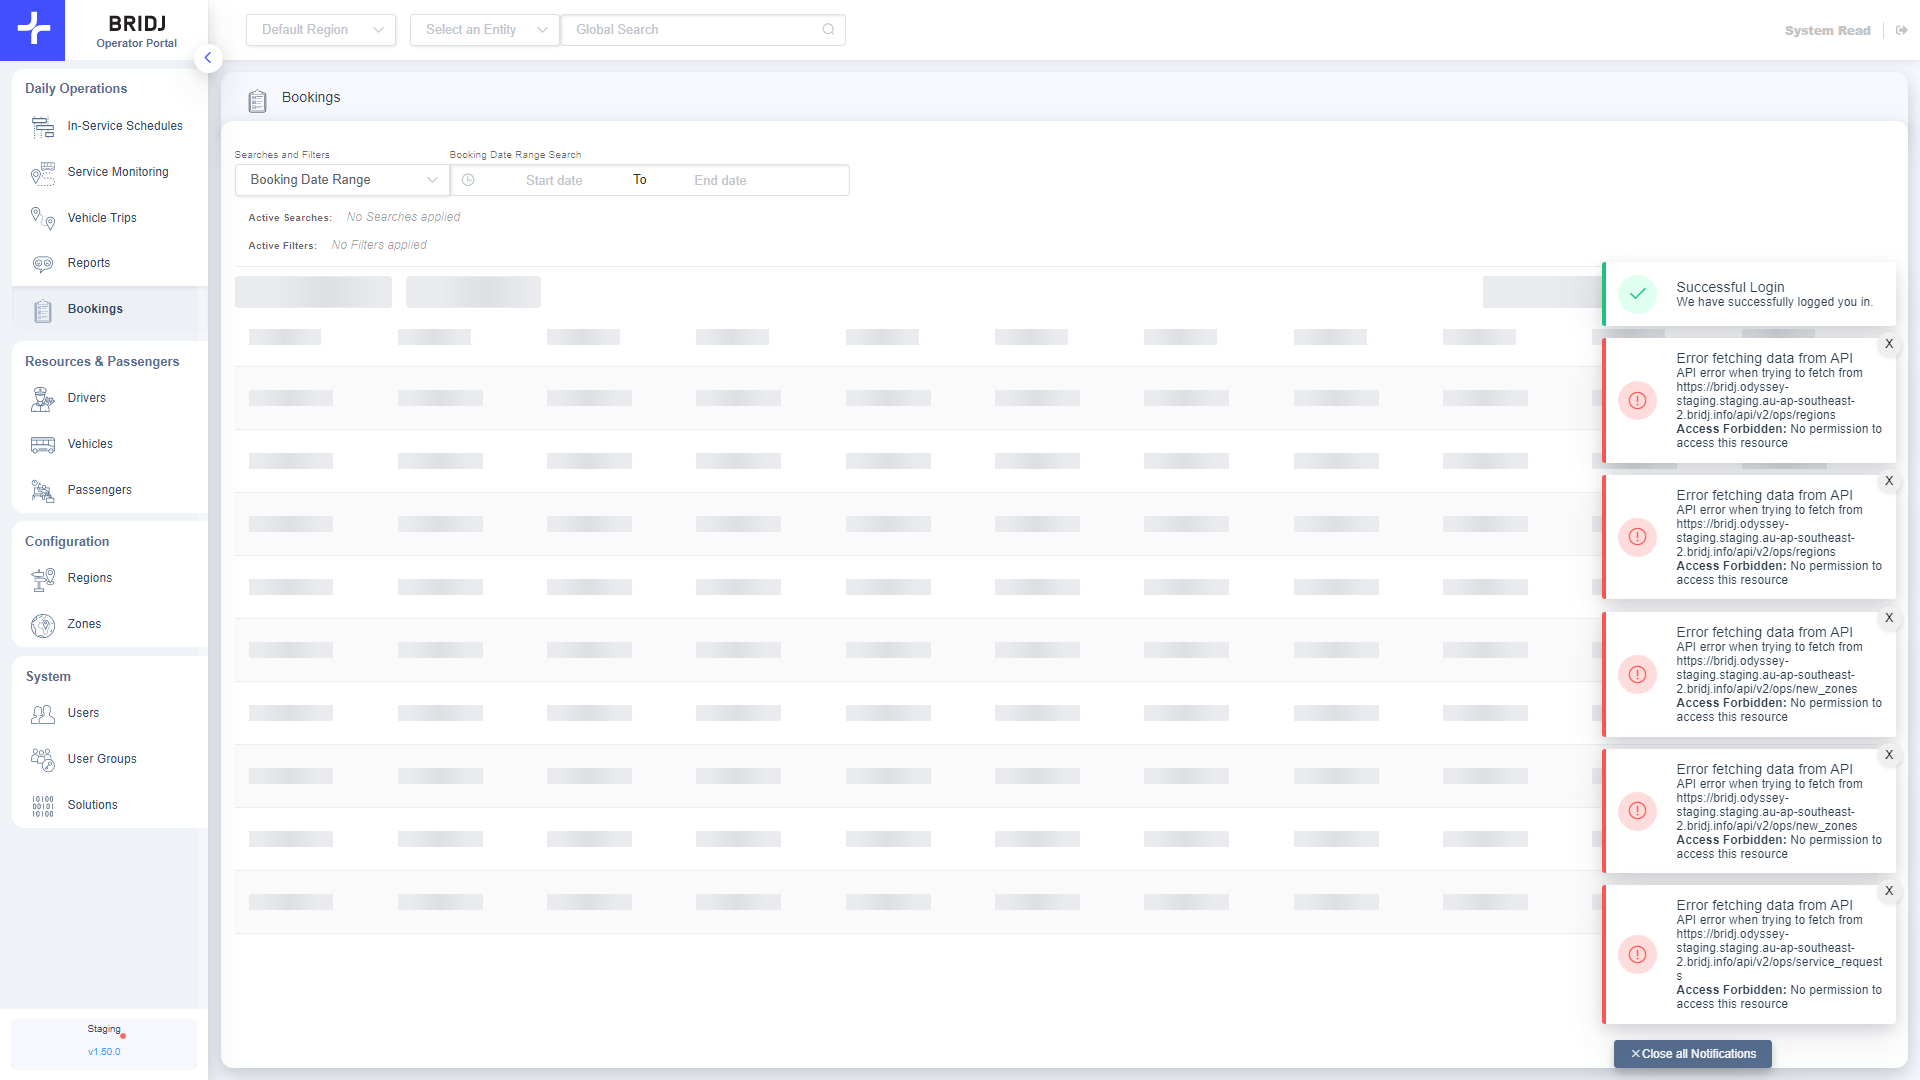 BRIDJ
Operator Portal
Default Region
Select an Entity
Global Search
System Read
Daily Operations
In-Service Schedules
Service Monitoring
Vehicle Trips
Reports
Bookings
Resources & Passengers
Drivers
Vehicles
Passengers
Configuration
Regions
Zones
System
Users
User Groups
Solutions
Staging
v1.50.0
Bookings
Searches and Filters
Booking Date Range Search
Booking Date Range
Start date
To
End date
Active Searches: No Searches applied
Active Filters: No Filters applied
Successful Login
We have successfully logged you in.
X
Error fetching data from API
API error when trying to fetch from
https://bridj.odyssey-
staging.staging.au-ap-southeast-
2.bridj.info/api/v2/ops/regions
Access Forbidden: No permission to
access this resource
X
Error fetching data from API
API error when trying to fetch from
https://bridj.odyssey-
staging.staging.au-ap-southeast-
2.bridj.info/api/v2/ops/regions
Access Forbidden: No permission to
access this resource
X
Error fetching data from API
API error when trying to fetch from
https://bridj.odyssey-
staging.staging.au-ap-southeast-
2.bridj.info/api/v2/ops/new_zones
Access Forbidden: No permission to
access this resource
X
Error fetching data from API
API error when trying to fetch from
https://bridj.odyssey-
staging.staging.au-ap-southeast-
2.bridj.info/api/v2/ops/new_zones
Access Forbidden: No permission to
access this resource
X
Error fetching data from API
API error when trying to fetch from
https://bridj.odyssey-
staging.staging.au-ap-southeast-
2.bridj.info/api/v2/ops/service_request
s
Access Forbidden: No permission to
access this resource
✕Close all Notifications